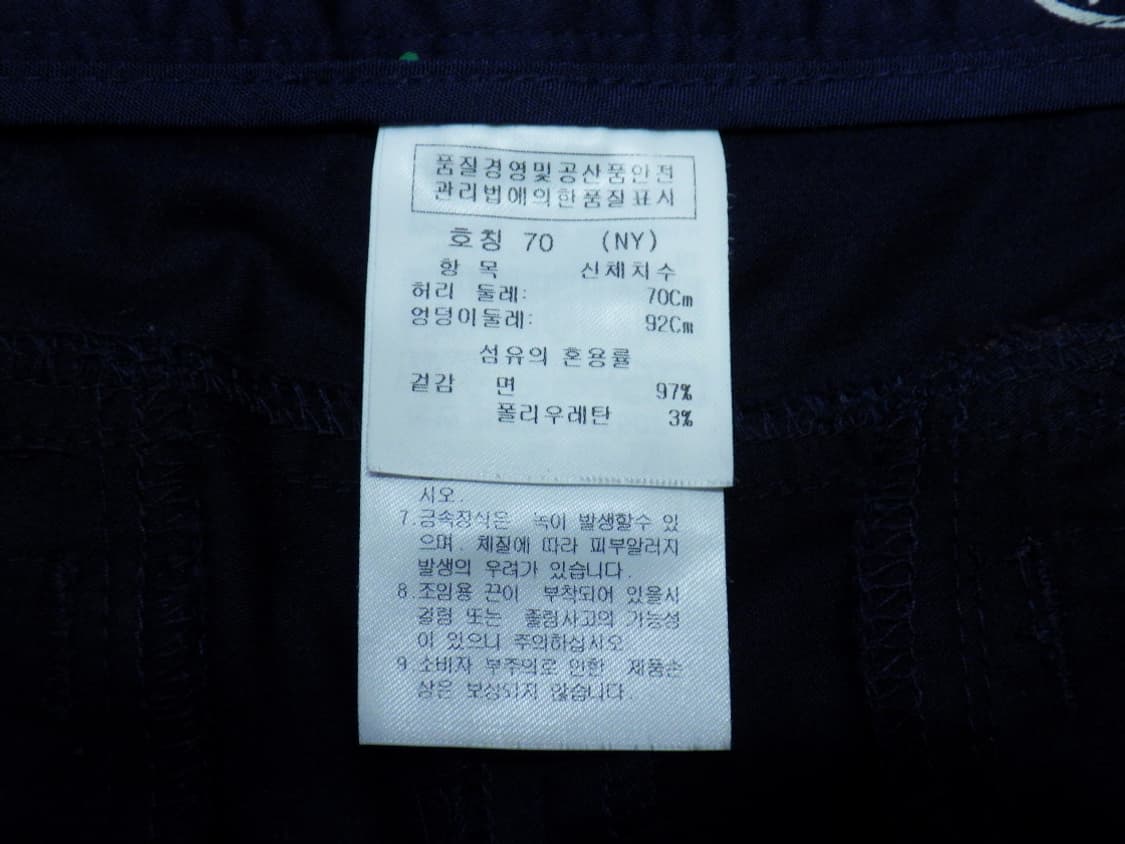 품질경영및공산품안전
관리법에의한품질표시
호칭 70 (NY)
항 목 신체치수
허리 둘레: 70Cm
엉덩이둘레: 92Cm
섬유의 혼용률
겉감 면 97%
폴리우레탄 3%
시오.
7.금속장식은 녹이 발생할수 있
으며. 체질에 따라 피부알러지
발생의 우려가 있습니다.
8.조임용 끈이 부착되어 있을시
걸림 또는 졸림사고의 가능성
이 있으니 주의하십시오
9.소비자 부주의로 인한 제품손
상은 보상되지 않습니다.